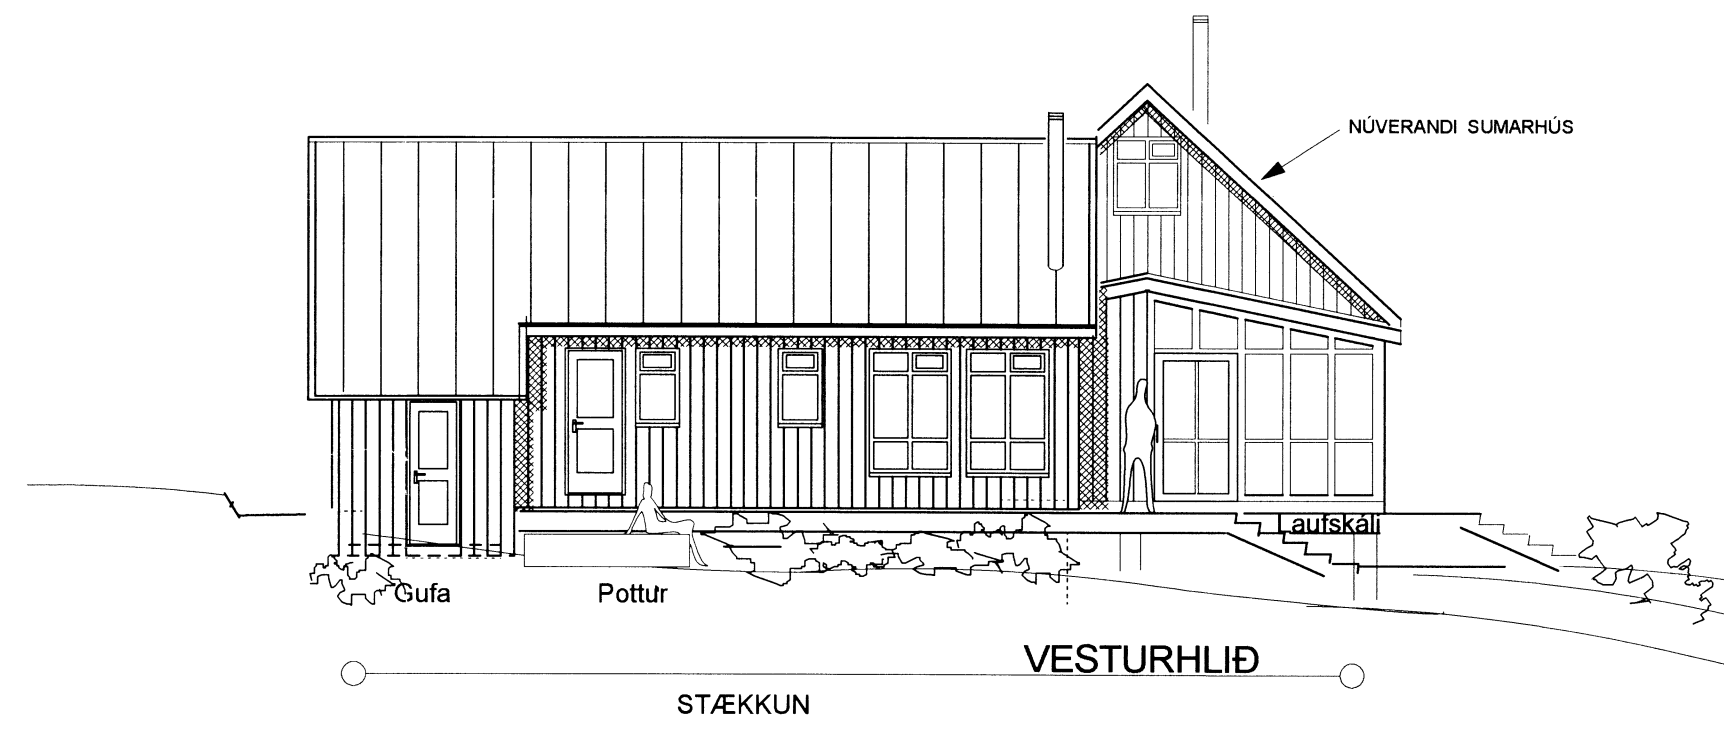 NÚVERANDI SUMARHÚS
Laufskáli
Gufa
Pottur
VESTURHLIÐ
STÆKKUN